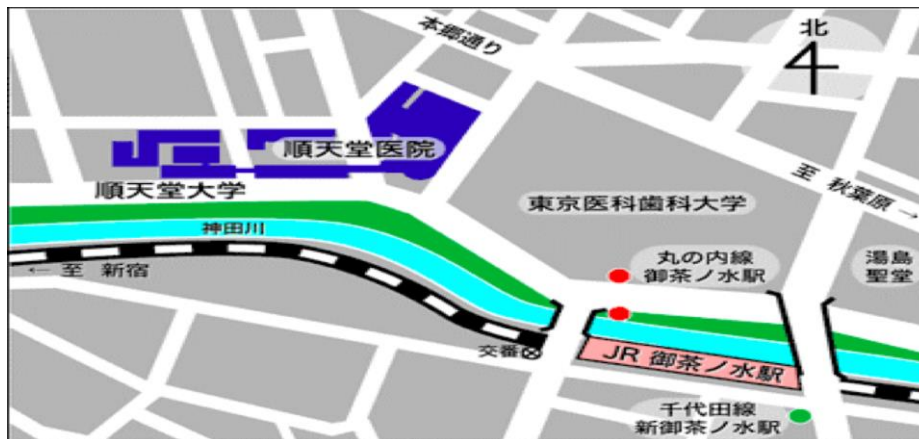 北
本郷通り
順天堂医院
順天堂大学
至 秋葉原 →
東京医科歯科大学
神田川
丸の内線
御茶ノ水駅
湯島
聖堂
← 至 新宿
交番
JR 御茶ノ水駅
千代田線
新御茶ノ水駅